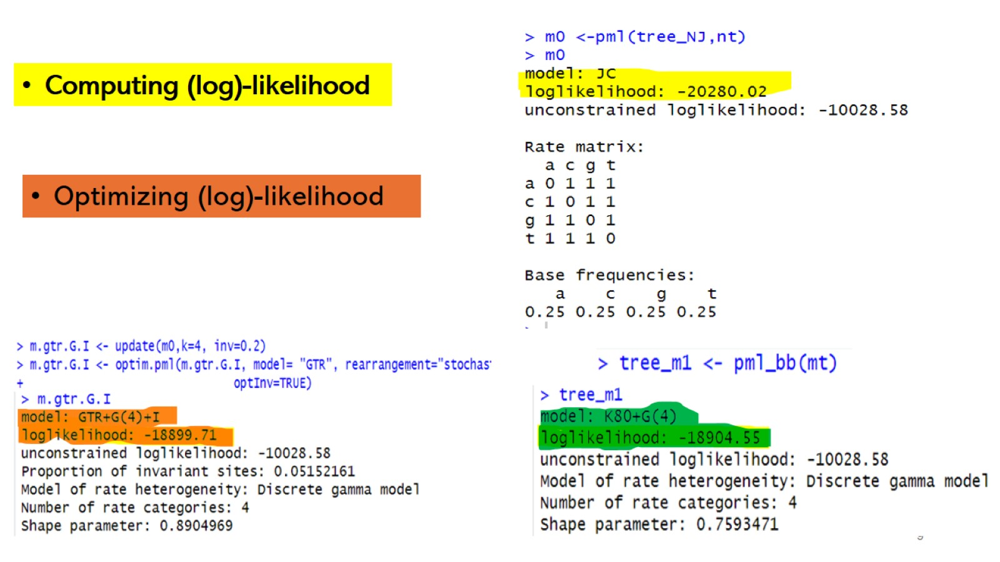 • Computing (log)-likelihood
• Optimizing (log)-likelihood
> m0 <-pml(tree_NJ,nt)
> m0
model: JC
loglikelihood: -20280.02
unconstrained loglikelihood: -10028.58
Rate matrix:
a c g t
a 0 1 1 1
c 1 0 1 1
g 1 1 0 1
t 1 1 1 0
Base frequencies:
a c g t
0.25 0.25 0.25 0.25
> m.gtr.G.I <- update(m0,k=4, inv=0.2)
> m.gtr.G.I <- optim.pml(m.gtr.G.I, model= "GTR", rearrangement="stochas
+ optInv=TRUE)
> m.gtr.G.I
model: GTR+G(4)+I
loglikelihood: -18899.71
unconstrained loglikelihood: -10028.58
Proportion of invariant sites: 0.05152161
Model of rate heterogeneity: Discrete gamma model
Number of rate categories: 4
Shape parameter: 0.8904969
> tree_m1 <- pml_bb(mt)
> tree_m1
model: K80+G(4)
loglikelihood: -18904.55
unconstrained loglikelihood: -10028.58
Model of rate heterogeneity: Discrete gamma model
Number of rate categories: 4
Shape parameter: 0.7593471